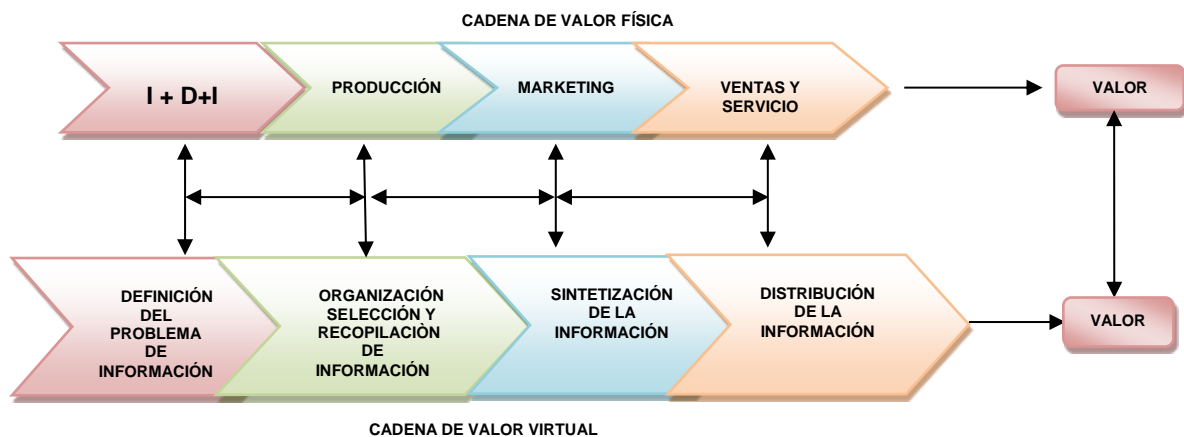 CADENA DE VALOR FÍSICA
I + D+I
PRODUCCIÓN
MARKETING
VENTAS Y
SERVICIO
VALOR
DEFINICIÓN
DEL
PROBLEMA
DE
INFORMACIÓN
ORGANIZACIÓN
SELECCIÓN Y
RECOPILACIÒN
DE
INFORMACIÓN
SINTETIZACIÓN
DE LA
INFORMACIÓN
DISTRIBUCIÓN
DE LA
INFORMACIÓN
VALOR
CADENA DE VALOR VIRTUAL